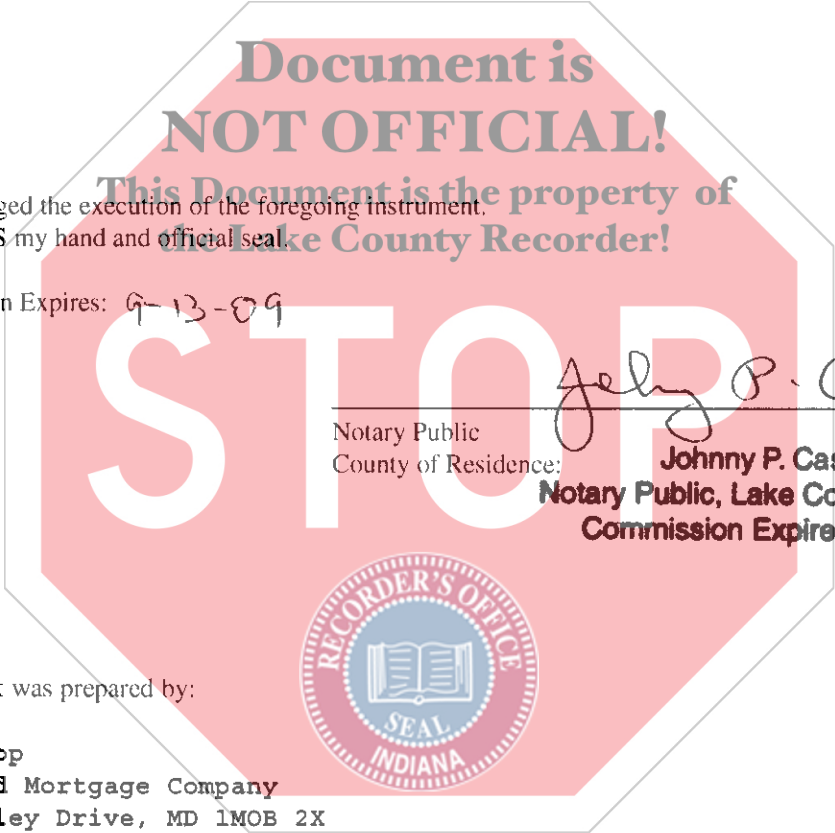 Document is
NOT OFFICIAL!
This Document is the property of
the Lake County Recorder!
ged the execution of the foregoing instrument.
S my hand and official seal.
n Expires: 9-13-09
STOP
Notary Public
County of Residence:
Johnny P. Cas
Notary Public, Lake Co
Commission Expire
RECORDER'S OFFICE
SEAL
INDIANA
was prepared by:
op
d Mortgage Company
ley Drive, MD 1MOB 2X